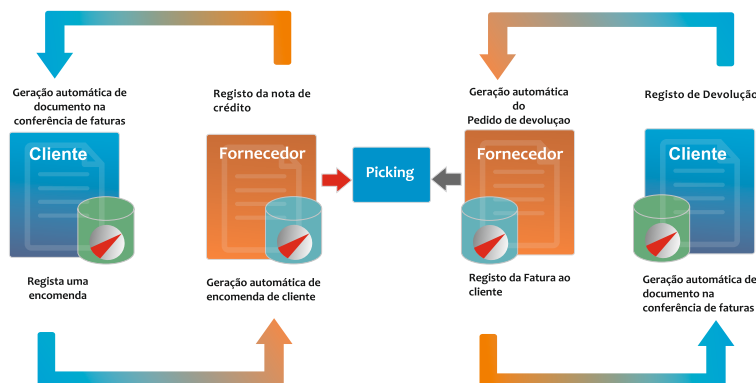 Geração automática de
documento na
conferência de faturas
Cliente
Regista uma
encomenda
Registo da nota de
crédito
Fornecedor
Geração automática de
encomenda de cliente
Picking
Geração automática
do
Pedido de devoluçao
Fornecedor
Registo da Fatura ao
cliente
Registo de Devolução
Cliente
Geração automática de
documento na
conferência de faturas